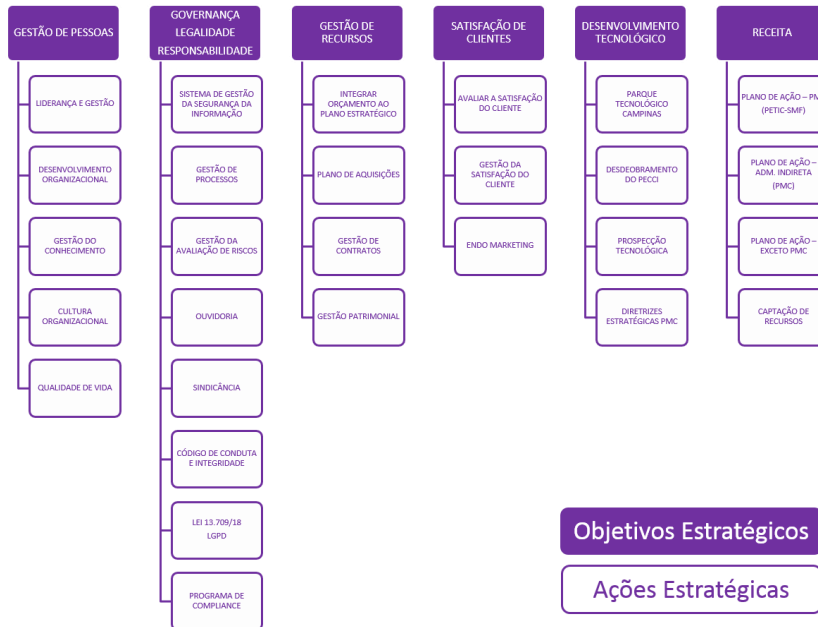 GESTÃO DE PESSOAS
LIDERANÇA E GESTÃO
DESENVOLVIMENTO
ORGANIZACIONAL
GESTÃO DO
CONHECIMENTO
CULTURA
ORGANIZACIONAL
QUALIDADE DE VIDA
GOVERNANÇA
LEGALIDADE
RESPONSABILIDADE
SISTEMA DE GESTÃO
DA SEGURANÇA DA
INFORMAÇÃO
GESTÃO DE
PROCESSOS
GESTÃO DA
AVALIAÇÃO DE RISCOS
OUVIDORIA
SINDICÂNCIA
CÓDIGO DE CONDUTA
E INTEGRIDADE
LEI 13.709/18
LGPD
PROGRAMA DE
COMPLIANCE
GESTÃO DE
RECURSOS
INTEGRAR
ORÇAMENTO AO
PLANO ESTRATÉGICO
PLANO DE AQUISIÇÕES
GESTÃO DE
CONTRATOS
GESTÃO PATRIMONIAL
SATISFAÇÃO DE
CLIENTES
AVALIAR A SATISFAÇÃO
DO CLIENTE
GESTÃO DA
SATISFAÇÃO DO
CLIENTE
ENDO MARKETING
DESENVOLVIMENTO
TECNOLÓGICO
PARQUE
TECNOLÓGICO
CAMPINAS
DESDEOBRAMENTO
DO PECCI
PROSPECÇÃO
TECNOLÓGICA
DIRETRIZES
ESTRATÉGICAS PMC
RECEITA
PLANO DE AÇÃO –
(PETIC-SMF)
PLANO DE AÇÃO –
ADM. INDIRETA
(PMC)
PLANO DE AÇÃO –
EXCETO PMC
CAPTAÇÃO DE
RECURSOS
Objetivos Estratégicos
Ações Estratégicas